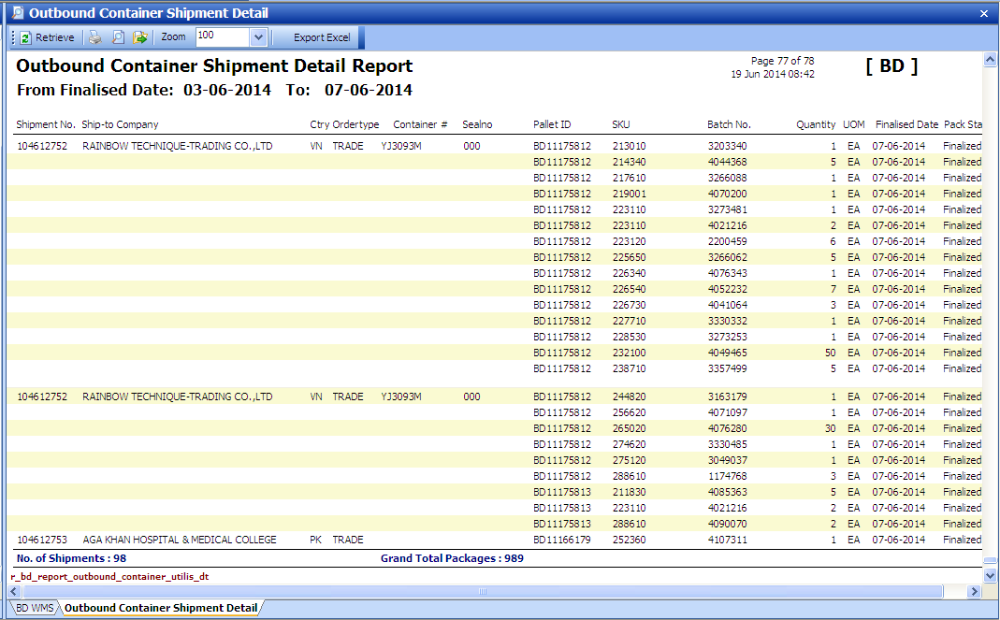 Outbound Container Shipment Detail
Retrieve Zoom 100 Export Excel
Outbound Container Shipment Detail Report
Page 77 of 78
19 Jun 2014 08:42
[ BD ]
From Finalised Date: 03-06-2014 To: 07-06-2014
Shipment No. Ship-to Company Ctry Ordertype Container # Sealno Pallet ID SKU Batch No. Quantity UOM Finalised Date Pack Sta
104612752 RAINBOW TECHNIQUE-TRADING CO.,LTD VN TRADE YJ3093M 000 BD11175812 213010 3203340 1 EA 07-06-2014 Finalized
BD11175812 214340 4044368 5 EA 07-06-2014 Finalized
BD11175812 217610 3266088 1 EA 07-06-2014 Finalized
BD11175812 219001 4070200 1 EA 07-06-2014 Finalized
BD11175812 223110 3273481 1 EA 07-06-2014 Finalized
BD11175812 223110 4021216 2 EA 07-06-2014 Finalized
BD11175812 223120 2200459 6 EA 07-06-2014 Finalized
BD11175812 225650 3266062 5 EA 07-06-2014 Finalized
BD11175812 226340 4076343 1 EA 07-06-2014 Finalized
BD11175812 226540 4052232 7 EA 07-06-2014 Finalized
BD11175812 226730 4041064 3 EA 07-06-2014 Finalized
BD11175812 227710 3330332 1 EA 07-06-2014 Finalized
BD11175812 228530 3273253 1 EA 07-06-2014 Finalized
BD11175812 232100 4049465 50 EA 07-06-2014 Finalized
BD11175812 238710 3357499 5 EA 07-06-2014 Finalized
104612752 RAINBOW TECHNIQUE-TRADING CO.,LTD VN TRADE YJ3093M 000 BD11175812 244820 3163179 1 EA 07-06-2014 Finalized
BD11175812 256620 4071097 1 EA 07-06-2014 Finalized
BD11175812 265020 4076280 30 EA 07-06-2014 Finalized
BD11175812 274620 3330485 1 EA 07-06-2014 Finalized
BD11175812 275120 3049037 1 EA 07-06-2014 Finalized
BD11175812 288610 1174768 3 EA 07-06-2014 Finalized
BD11175813 211830 4085363 5 EA 07-06-2014 Finalized
BD11175813 223110 4021216 2 EA 07-06-2014 Finalized
BD11175813 288610 4090070 2 EA 07-06-2014 Finalized
104612753 AGA KHAN HOSPITAL & MEDICAL COLLEGE PK TRADE BD11166179 252360 4107311 1 EA 07-06-2014 Finalized
No. of Shipments : 98 Grand Total Packages : 989
r_bd_report_outbound_container_utilis_dt
BD WMS Outbound Container Shipment Detail